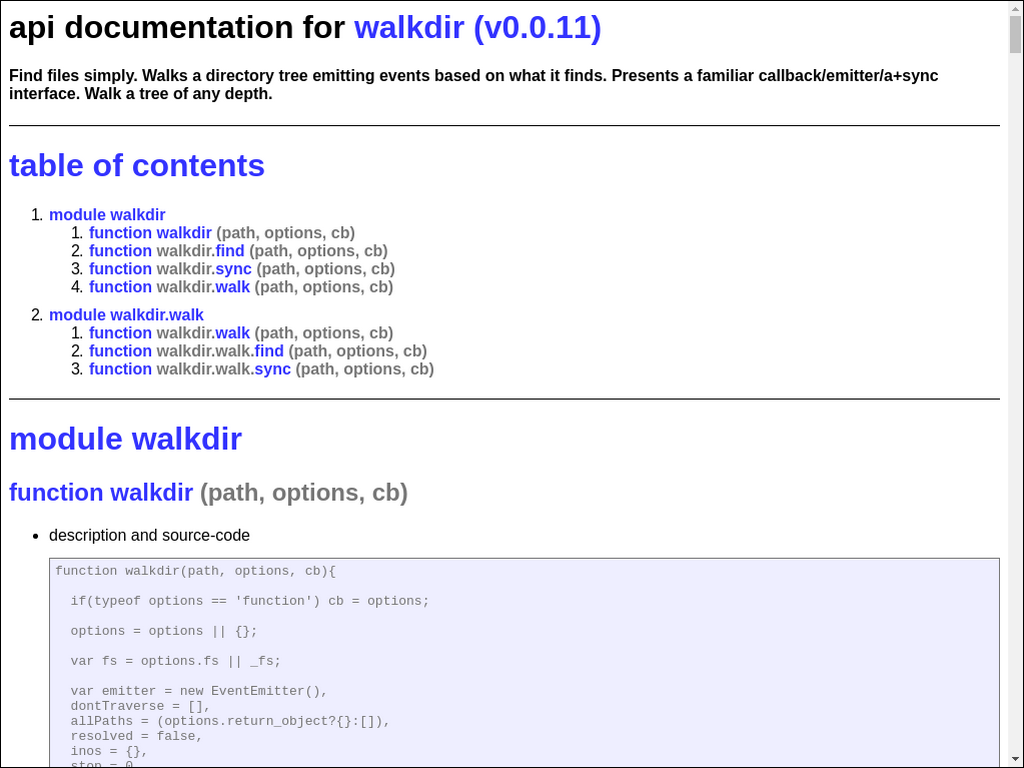 api documentation for walkdir (v0.0.11)
Find files simply. Walks a directory tree emitting events based on what it finds. Presents a familiar callback/emitter/a+sync
interface. Walk a tree of any depth.
table of contents
1. module walkdir
1. function walkdir (path, options, cb)
2. function walkdir.find (path, options, cb)
3. function walkdir.sync (path, options, cb)
4. function walkdir.walk (path, options, cb)
2. module walkdir.walk
1. function walkdir.walk (path, options, cb)
2. function walkdir.walk.find (path, options, cb)
3. function walkdir.walk.sync (path, options, cb)
module walkdir
function walkdir (path, options, cb)
• description and source-code
function walkdir(path, options, cb){
if(typeof options == 'function') cb = options;
options = options || {};
var fs = options.fs || _fs;
var emitter = new EventEmitter(),
dontTraverse = [],
allPaths = (options.return_object?{}:[]),
resolved = false,
inos = {},
stop = 0